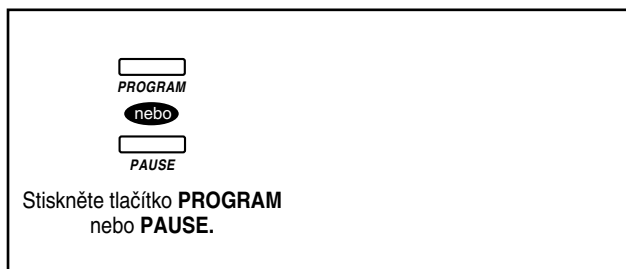 PROGRAM
nebo
PAUSE
Stiskněte tlačítko PROGRAM
nebo PAUSE.